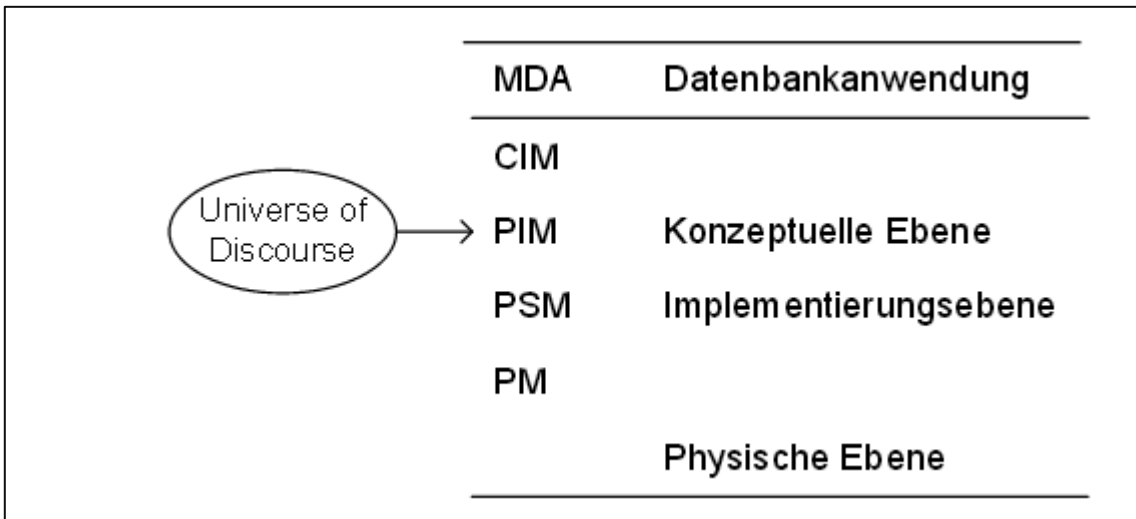 MDA Datenbankanwendung
CIM
Universe of
Discourse
PIM Konzeptuelle Ebene
PSM Implementierungsebene
PM
Physische Ebene